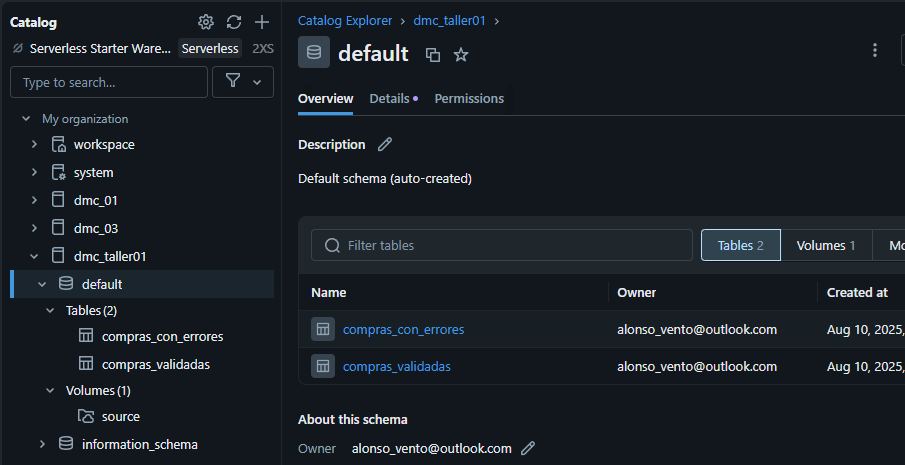 Catalog
Serverless Starter Ware... Serverless 2XS
Type to search...
My organization
workspace
system
dmc_01
dmc_03
dmc_taller01
default
Tables (2)
compras_con_errores
compras_validadas
Volumes (1)
source
information_schema
Catalog Explorer > dmc_taller01 >
default
Overview Details Permissions
Description
Default schema (auto-created)
Filter tables Tables 2 Volumes 1 Mo
Name Owner Created at
compras_con_errores alonso_vento@outlook.com Aug 10, 2025,
compras_validadas alonso_vento@outlook.com Aug 10, 2025,
About this schema
Owner alonso_vento@outlook.com